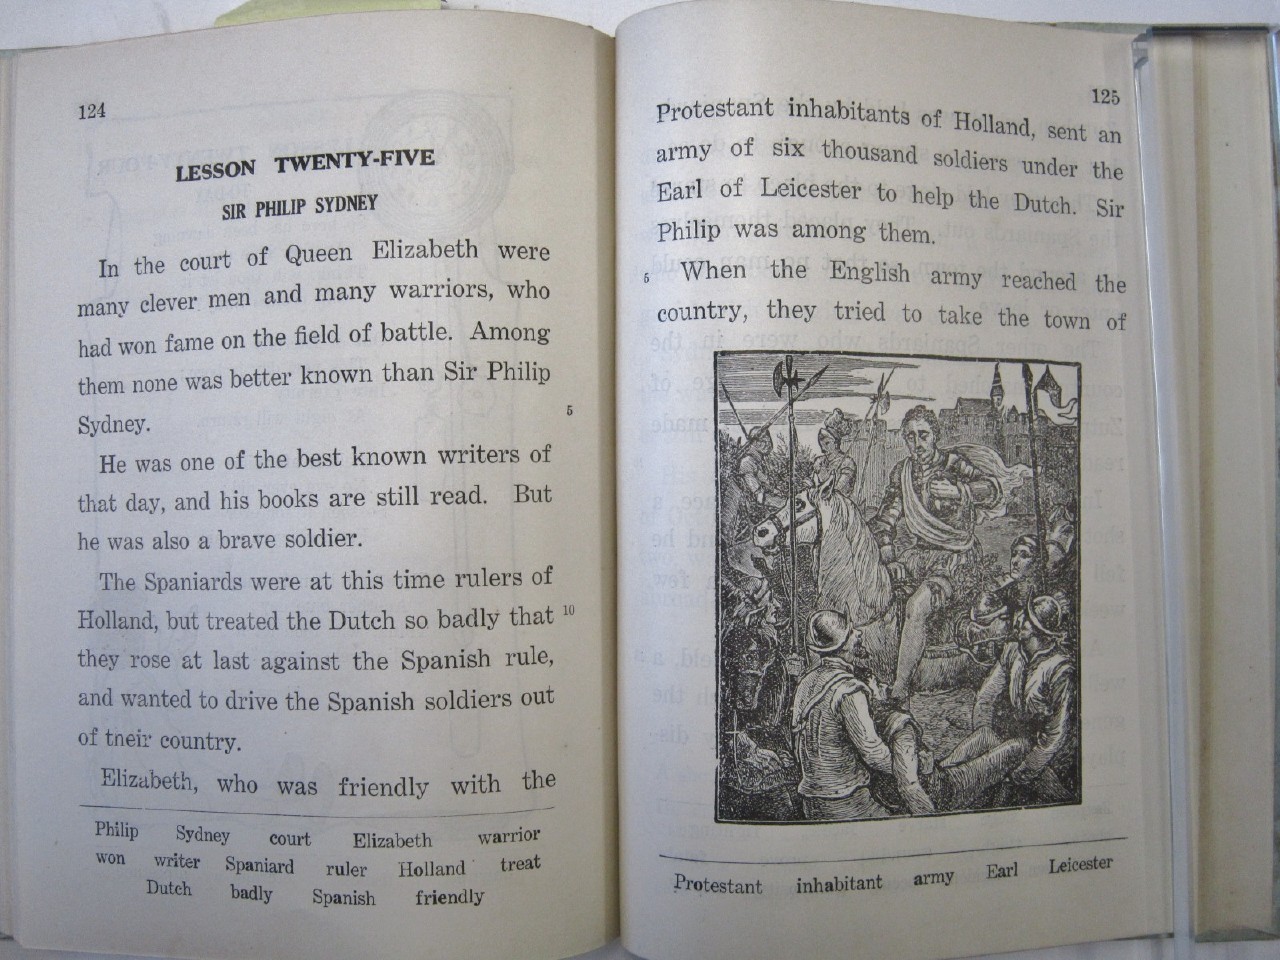 124
LESSON TWENTY-FIVE
SIR PHILIP SYDNEY
In the court of Queen Elizabeth were
many clever men and many warriors, who
had won fame on the field of battle. Among
them none was better known than Sir Philip
Sydney. 5
He was one of the best known writers of
that day, and his books are still read. But
he was also a brave soldier.
The Spaniards were at this time rulers of
Holland, but treated the Dutch so badly that 10
they rose at last against the Spanish rule,
and wanted to drive the Spanish soldiers out
of tneir country.
Elizabeth, who was friendly with the
Philip Sydney court Elizabeth warrior
won writer Spaniard ruler Holland treat
Dutch badly Spanish friendly
125
Protestant inhabitants of Holland, sent an
army of six thousand soldiers under the
Earl of Leicester to help the Dutch. Sir
Philip was among them.
5 When the English army reached the
country, they tried to take the town of
Protestant inhabitant army Earl Leicester